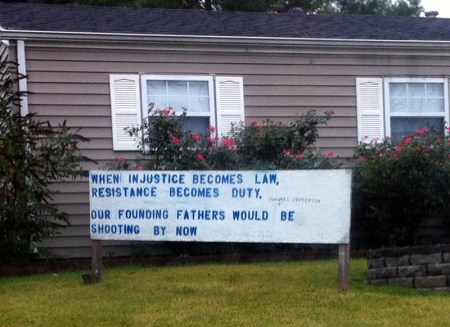 WHEN INJUSTICE BECOMES LAW,
RESISTANCE BECOMES DUTY,
OUR FOUNDING FATHERS WOULD BE
SHOOTING BY NOW